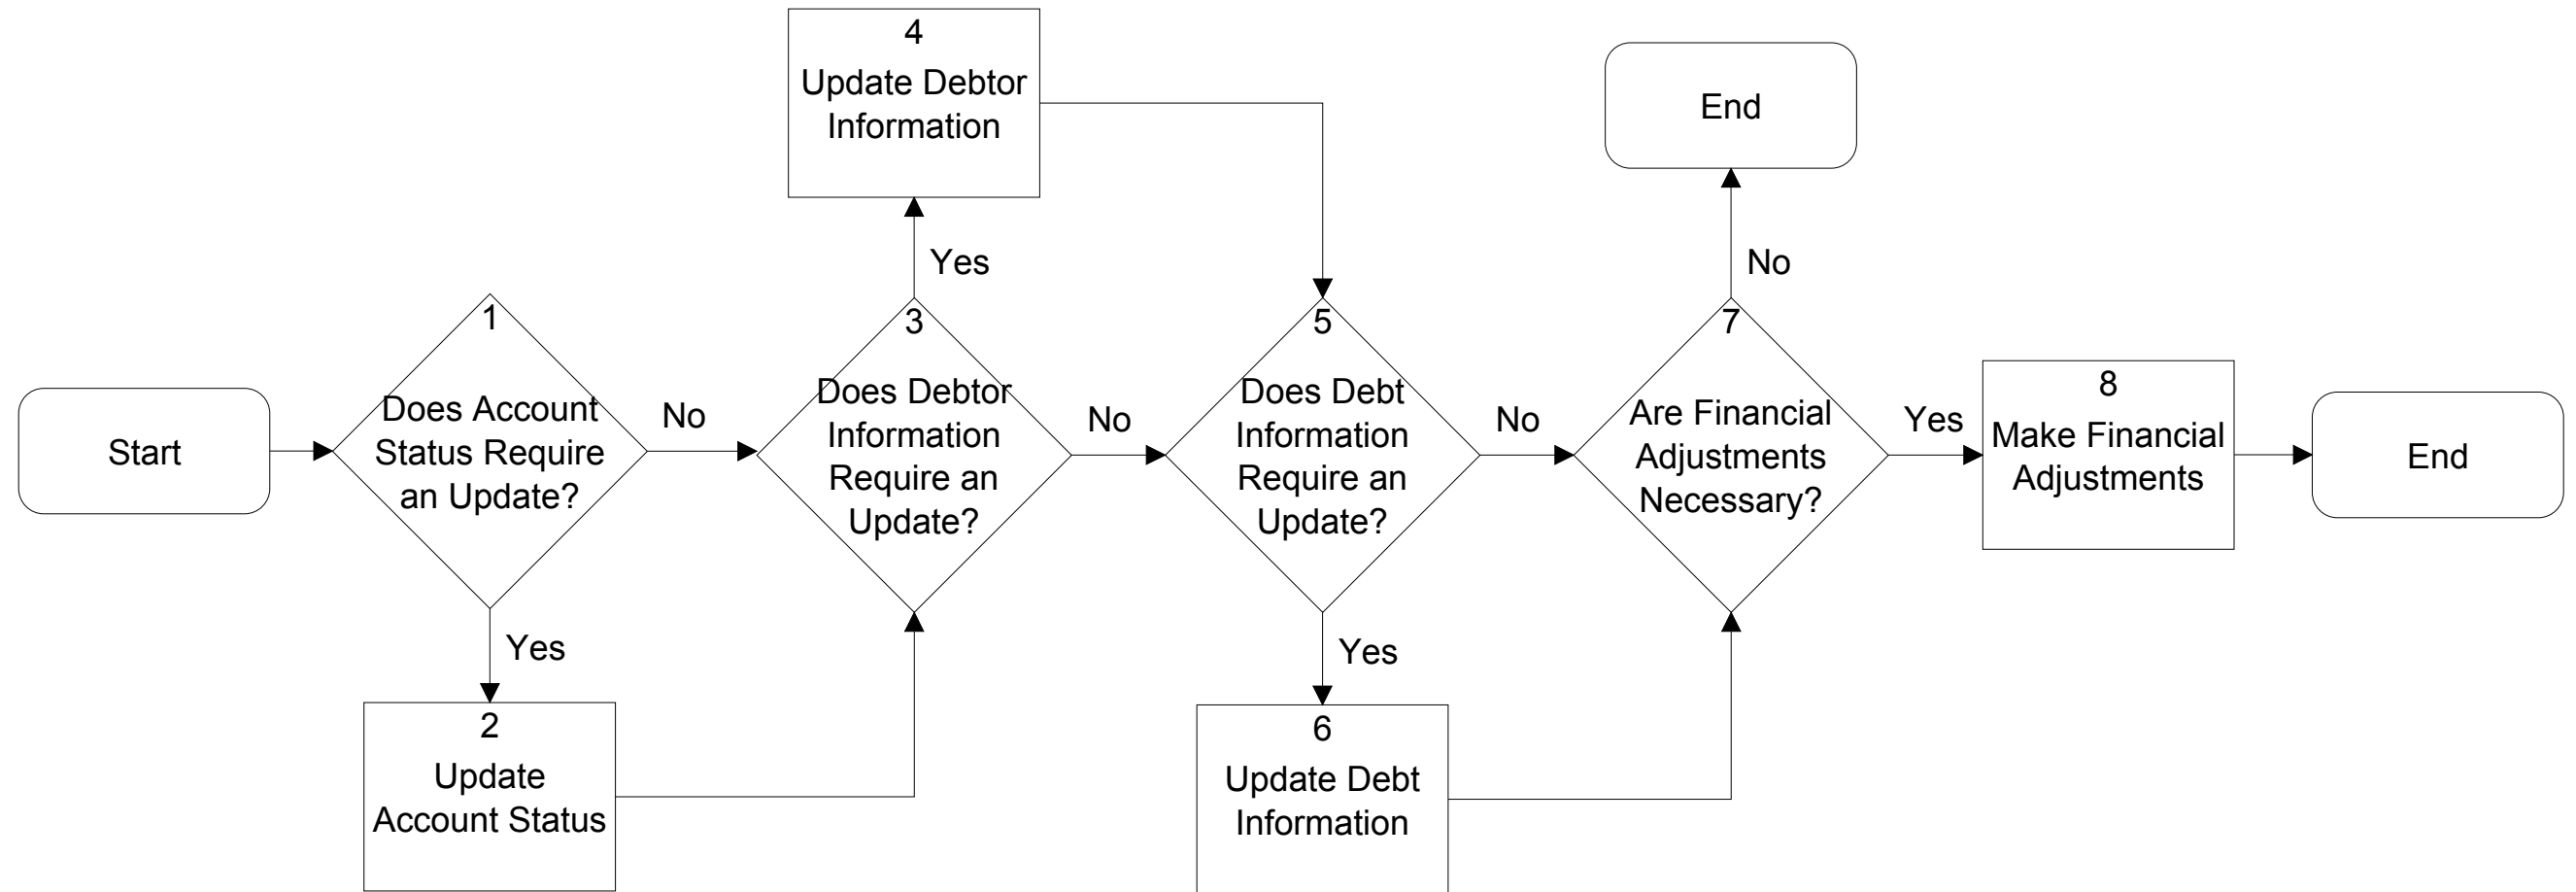 Start
1
Does Account
Status Require
an Update?
No
Yes
2
Update
Account Status
3
Does Debtor
Information
Require an
Update?
Yes
No
4
Update Debtor
Information
5
Does Debt
Information
Require an
Update?
No
Yes
6
Update Debt
Information
7
Are Financial
Adjustments
Necessary?
No
End
Yes
8
Make Financial
Adjustments
End